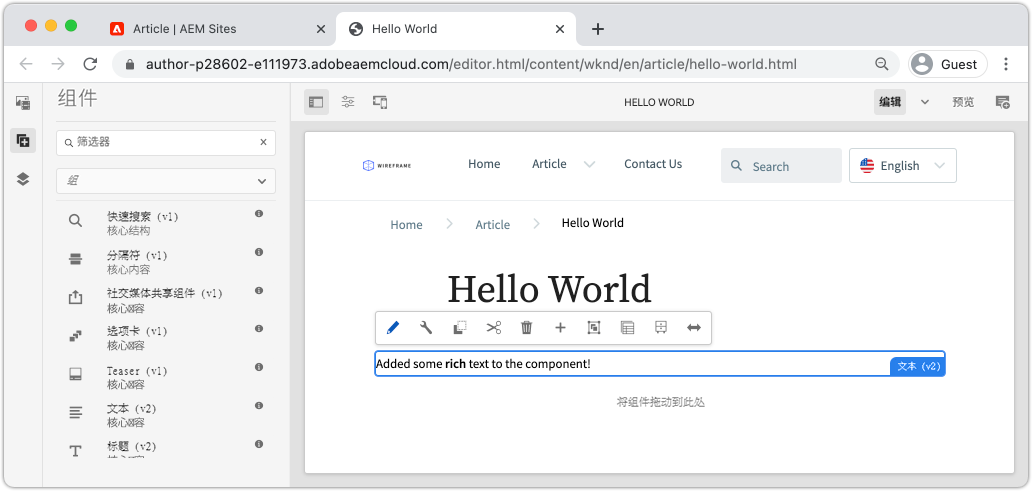 Article | AEM Sites
Hello World
author-p28602-e111973.adobeaemcloud.com/editor.html/content/wknd/en/article/hello-world.html
Guest
组件
HELLO WORLD
编辑
预览
筛选器
组
快速搜索 (v1)
核心结构
分隔符 (v1)
核心内容
社交媒体共享组件 (v1)
核心容
选项卡 (v1)
核心容
Teaser (v1)
核心容
文本 (v2)
核心容
标题 (v2)
WIREFRAME
Home
Article
Contact Us
Search
English
Home
Article
Hello World
Hello World
Added some rich text to the component!
文本 (v2)
将组件拖动到此处